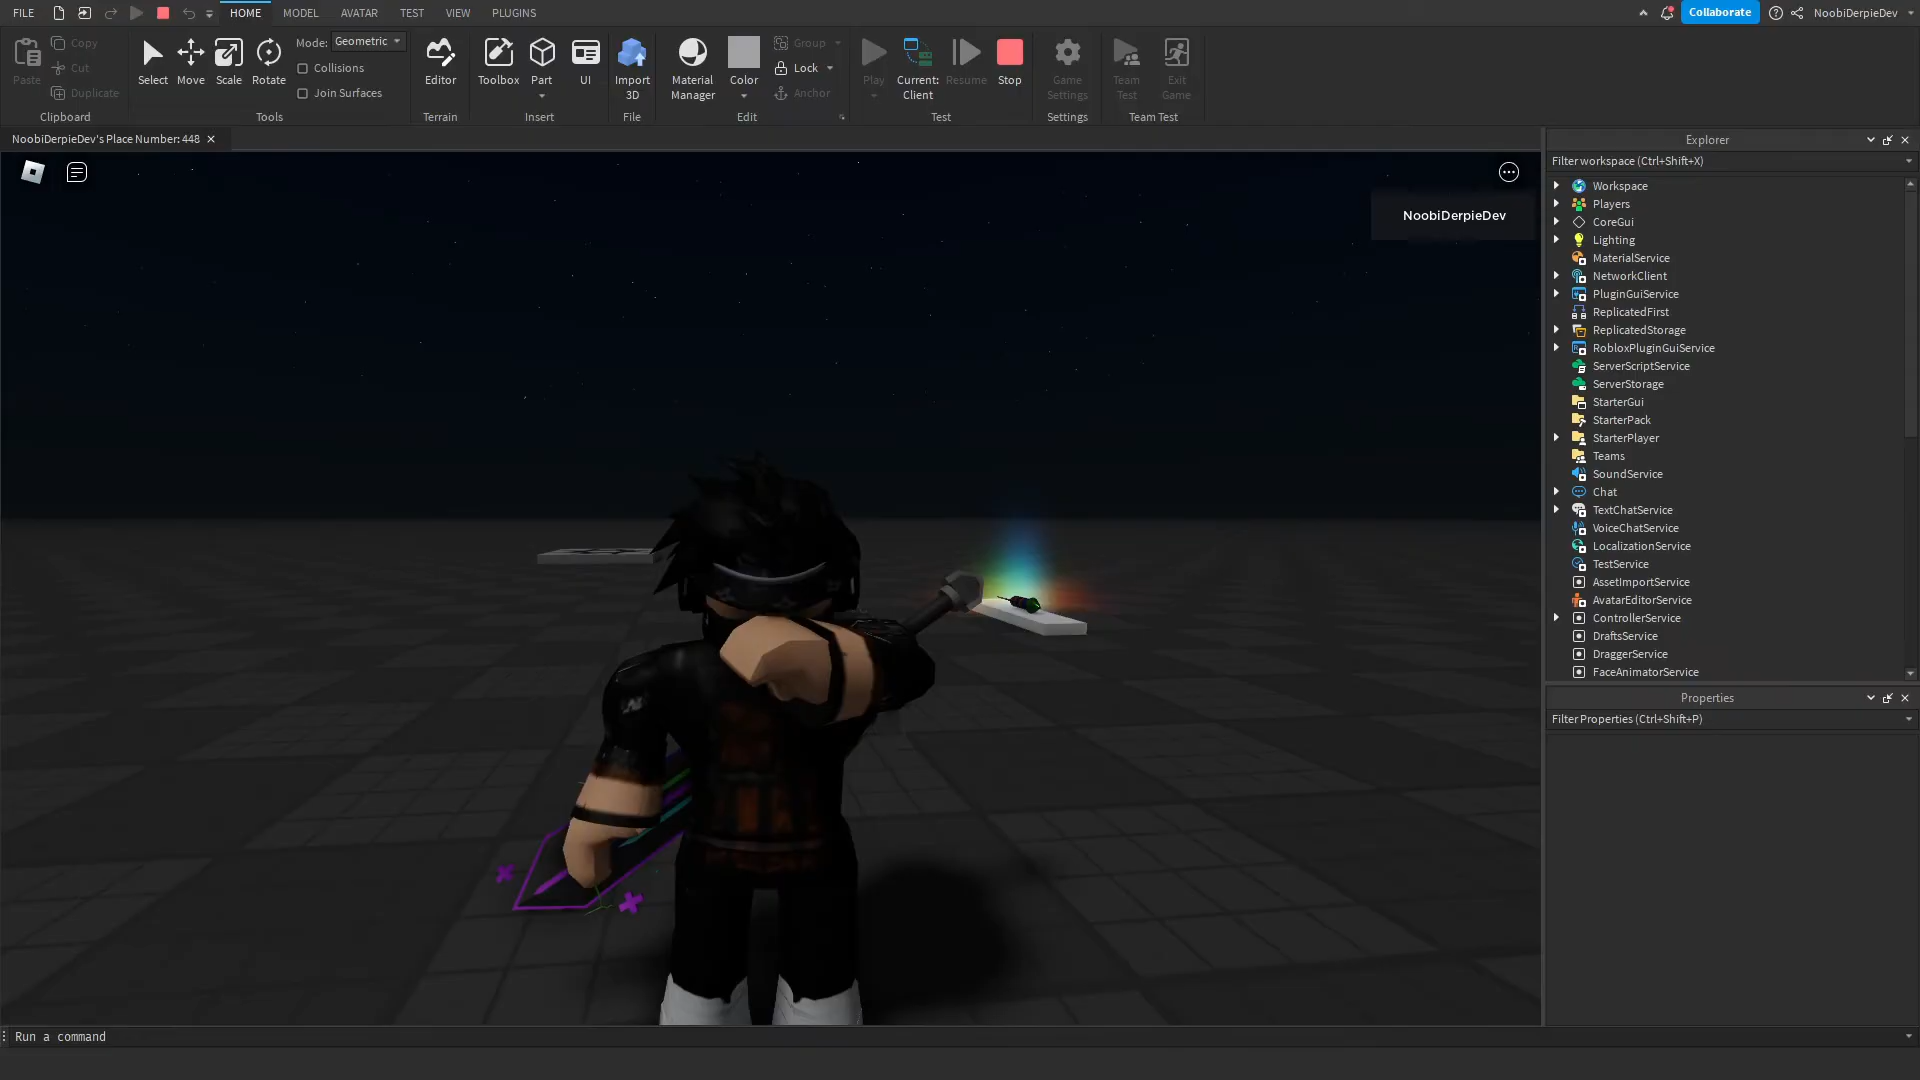 FILE HOME MODEL AVATAR TEST VIEW PLUGINS Collaborate NoobiDerpieDev
Paste Copy Cut Duplicate
Clipboard
Select Move Scale Rotate
Mode: Geometric
Collisions
Join Surfaces
Tools
Editor
Terrain
Toolbox Part UI
Insert
Import 3D
File
Material Manager Color
Group
Lock
Anchor
Edit
Play Current: Client Resume Stop
Test
Game Settings
Settings
Team Test Exit Game
Team Test
NoobiDerpieDev's Place Number: 448
NoobiDerpieDev
Explorer
Filter workspace (Ctrl+Shift+X)
Workspace
Players
CoreGui
Lighting
MaterialService
NetworkClient
PluginGuiService
ReplicatedFirst
ReplicatedStorage
RobloxPluginGuiService
ServerScriptService
ServerStorage
StarterGui
StarterPack
StarterPlayer
Teams
SoundService
Chat
TextChatService
VoiceChatService
LocalizationService
TestService
AssetImportService
AvatarEditorService
ControllerService
DraftsService
DraggerService
FaceAnimatorService
Properties
Filter Properties (Ctrl+Shift+P)
Run a command